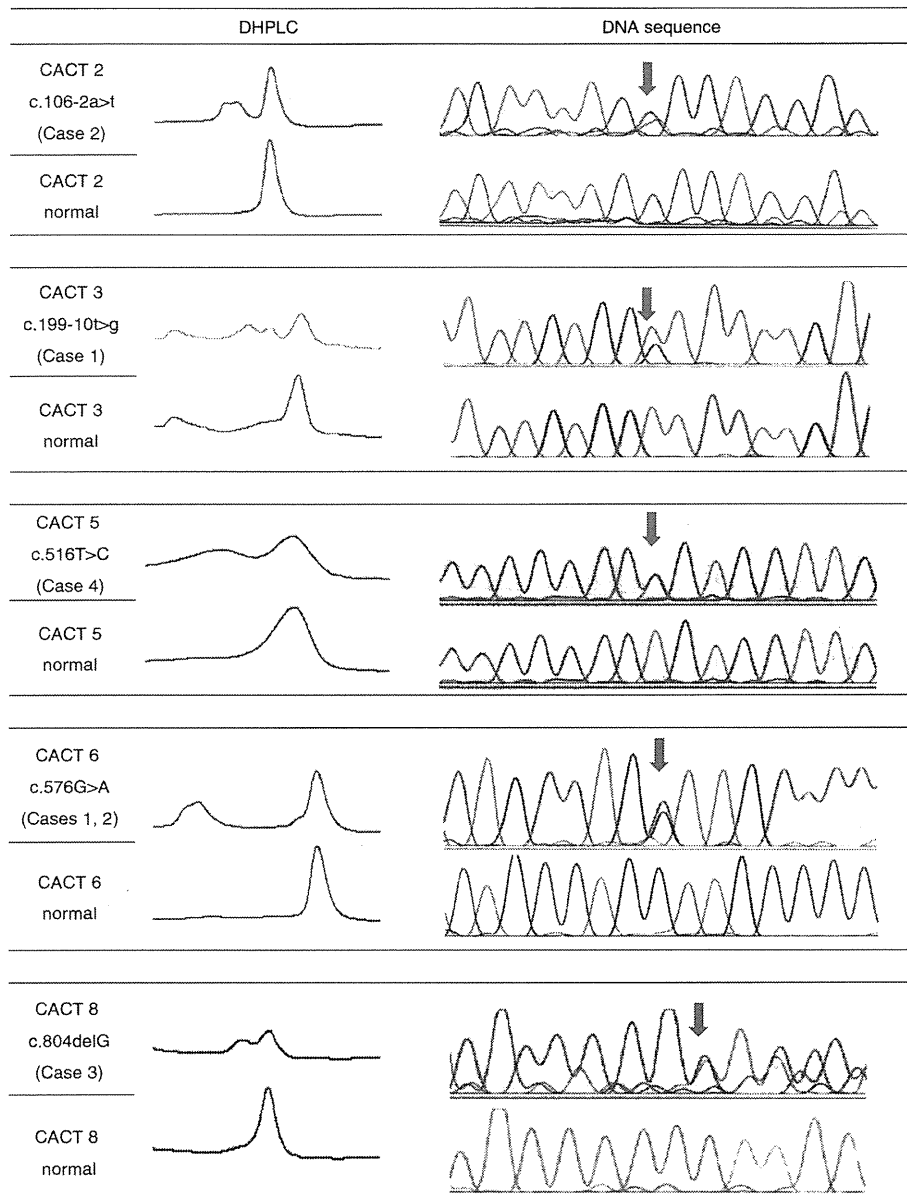 DHPLC
DNA sequence
CACT 2
c.106-2a>t
(Case 2)
CACT 2
normal
CACT 3
c.199-10t>g
(Case 1)
CACT 3
normal
CACT 5
c.516T>C
(Case 4)
CACT 5
normal
CACT 6
c.576G>A
(Cases 1, 2)
CACT 6
normal
CACT 8
c.804delG
(Case 3)
CACT 8
normal